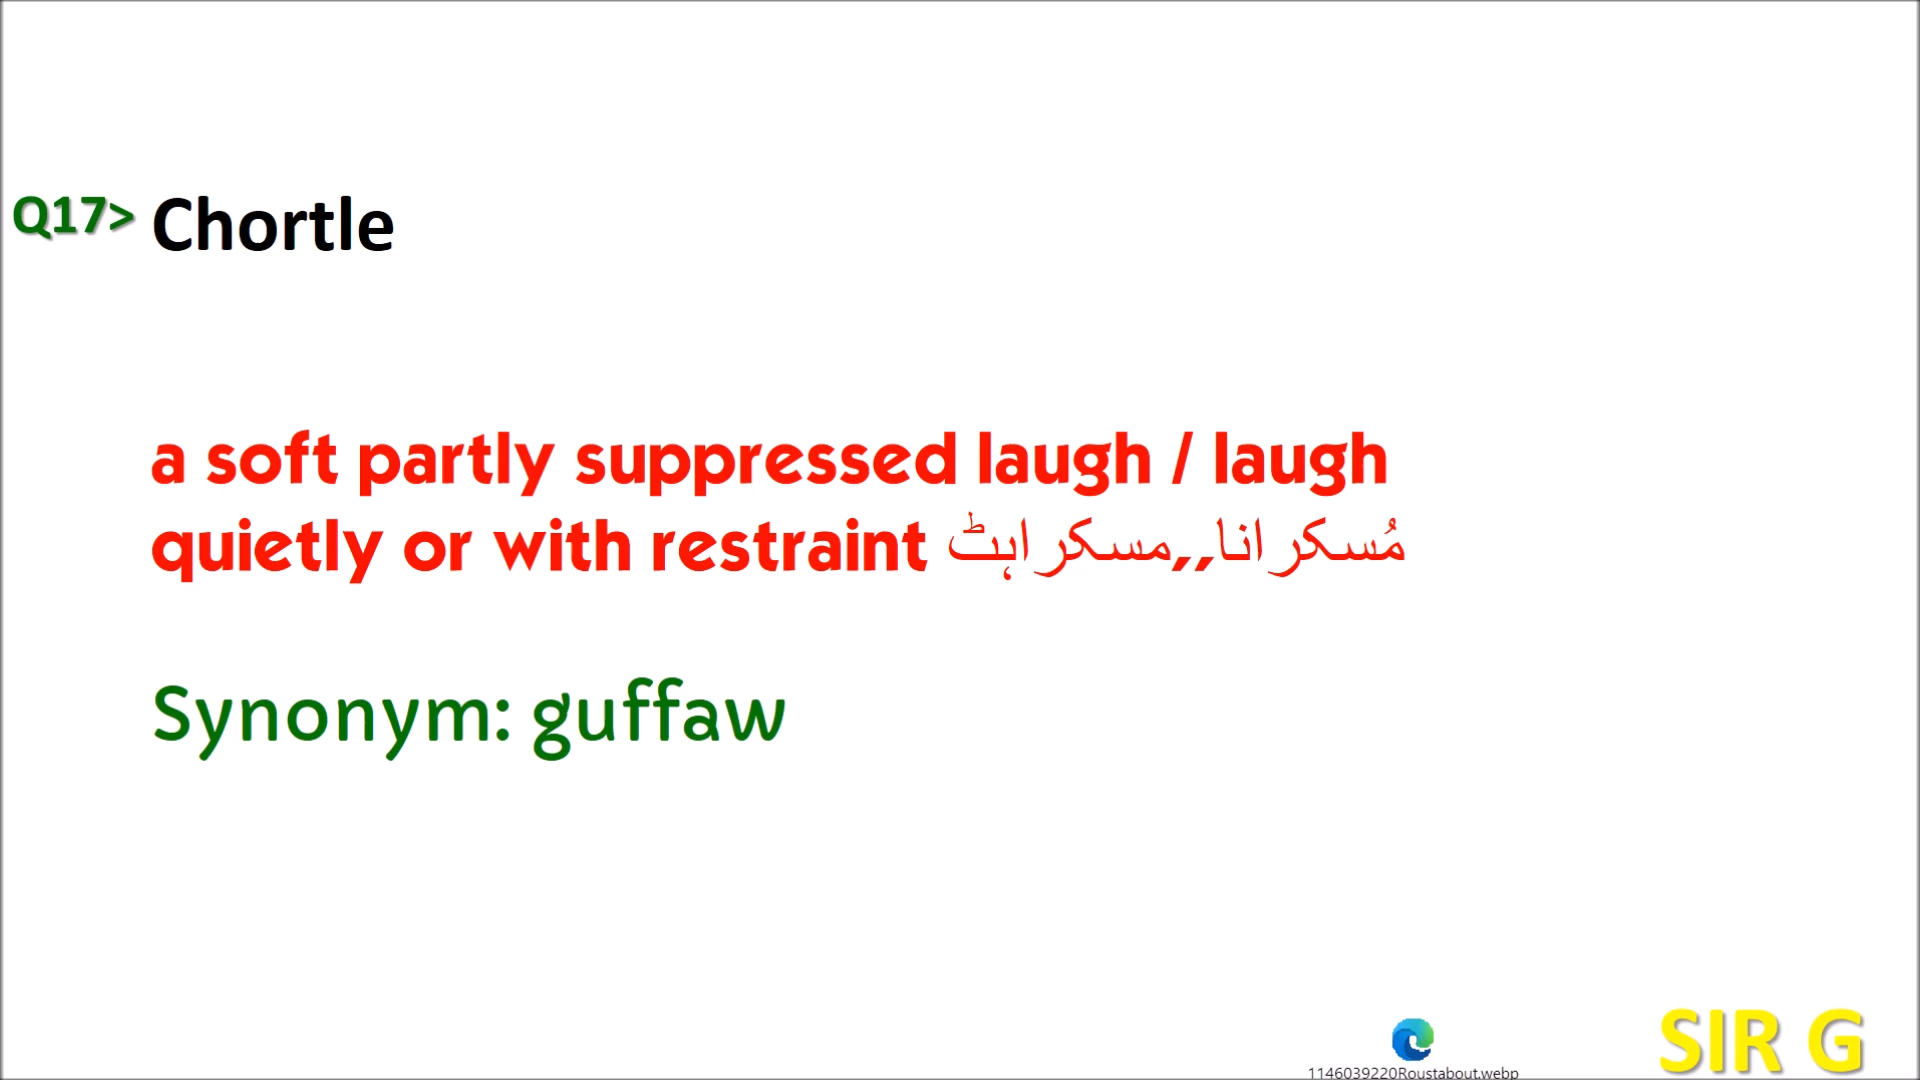 Q17> Chortle
a soft partly suppressed laugh / laugh
quietly or with restraint مُسکرانا,,مسکراہٹ
Synonym: guffaw
1146039220Roustabout.webp
SIR G